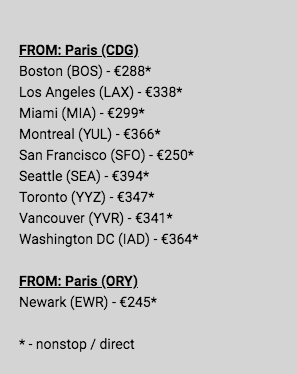 FROM: Paris (CDG)
Boston (BOS) - €288*
Los Angeles (LAX) - €338*
Miami (MIA) - €299*
Montreal (YUL) - €366*
San Francisco (SFO) - €250*
Seattle (SEA) - €394*
Toronto (YYZ) - €347*
Vancouver (YVR) - €341*
Washington DC (IAD) - €364*
FROM: Paris (ORY)
Newark (EWR) - €245*
* - nonstop / direct